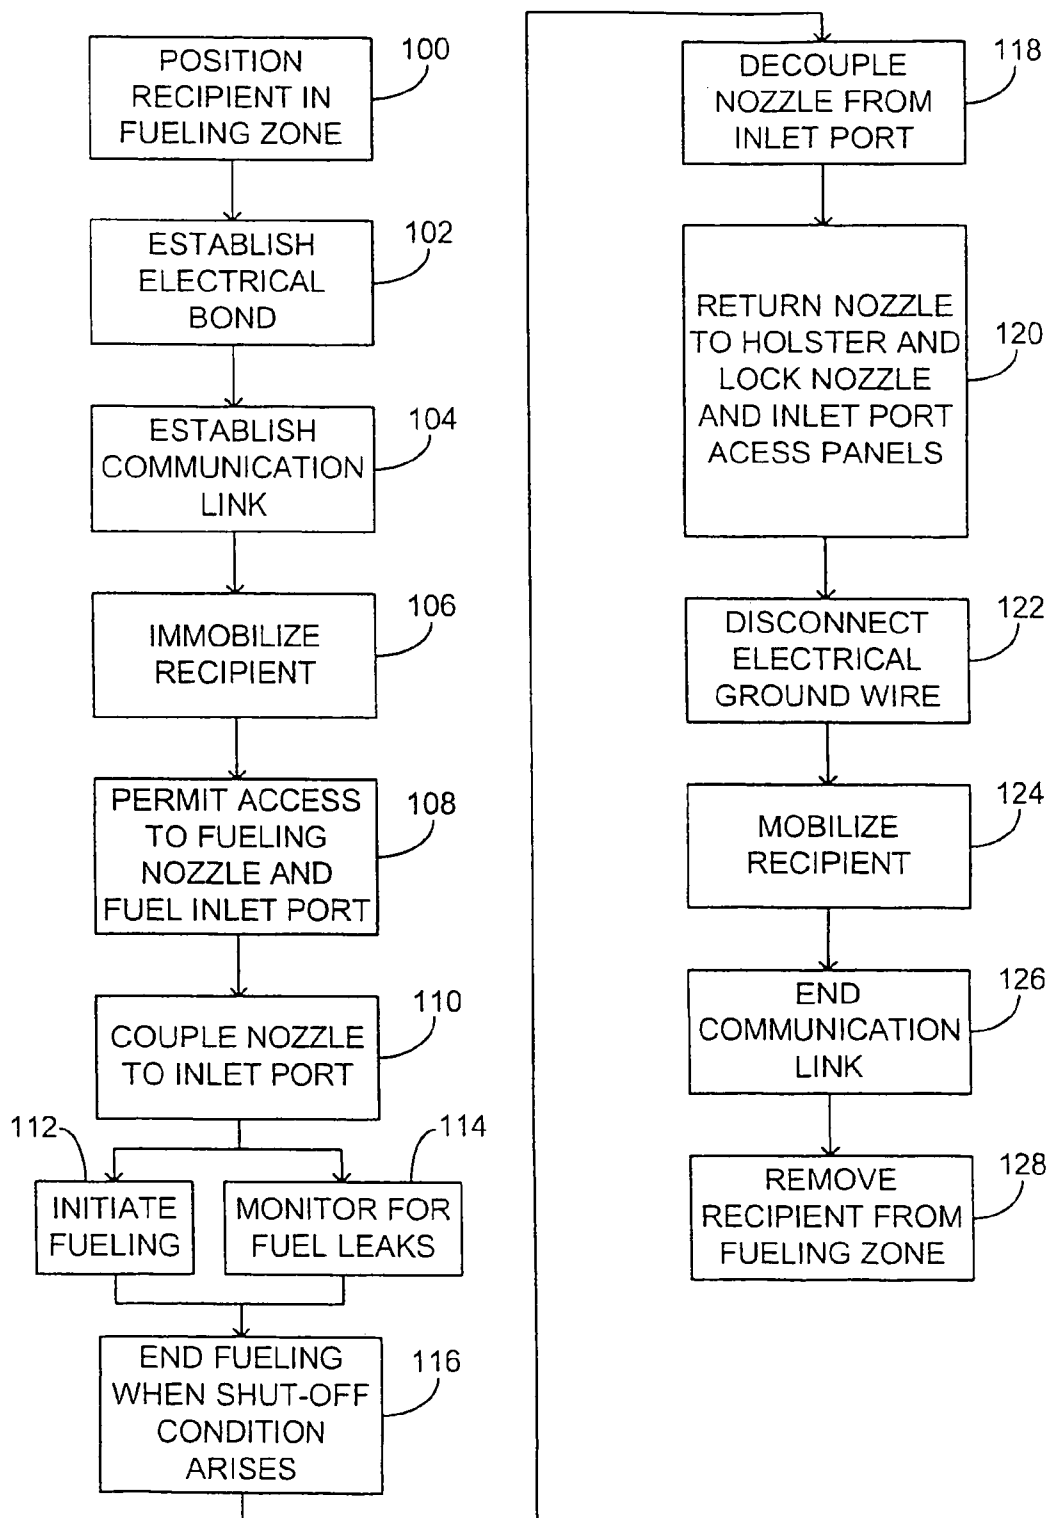 POSITION
RECIPIENT IN
FUELING ZONE
100
ESTABLISH
ELECTRICAL
BOND
102
ESTABLISH
COMMUNICATION
LINK
104
IMMOBILIZE
RECIPIENT
106
PERMIT ACCESS
TO FUELING
NOZZLE AND
FUEL INLET PORT
108
COUPLE NOZZLE
TO INLET PORT
110
112
INITIATE
FUELING
114
MONITOR FOR
FUEL LEAKS
END FUELING
WHEN SHUT-OFF
CONDITION
ARISES
116
DECOUPLE
NOZZLE FROM
INLET PORT
118
RETURN NOZZLE
TO HOLSTER AND
LOCK NOZZLE
AND INLET PORT
ACESS PANELS
120
DISCONNECT
ELECTRICAL
GROUND WIRE
122
MOBILIZE
RECIPIENT
124
END
COMMUNICATION
LINK
126
REMOVE
RECIPIENT FROM
FUELING ZONE
128